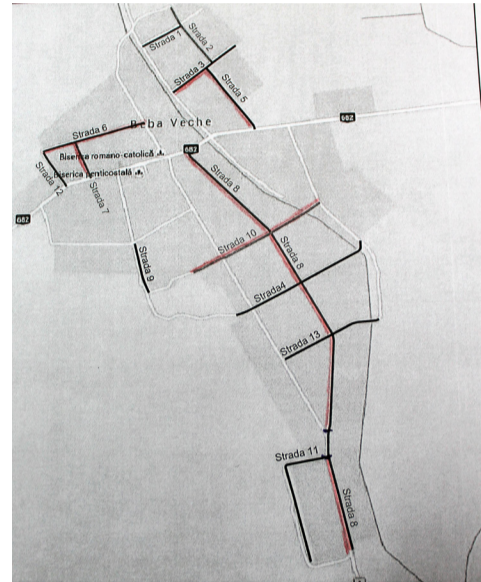 Strada 1
Strada 2
Strada 3
Strada 5
Beba Veche
682
Strada 6
682
Biserica romano-catolică
Biserica penticostală
Strada 12
Strada 7
Strada 8
682
Strada 10
Strada 9
Strada 8
Strada4
Strada 13
Strada 11
Strada 8